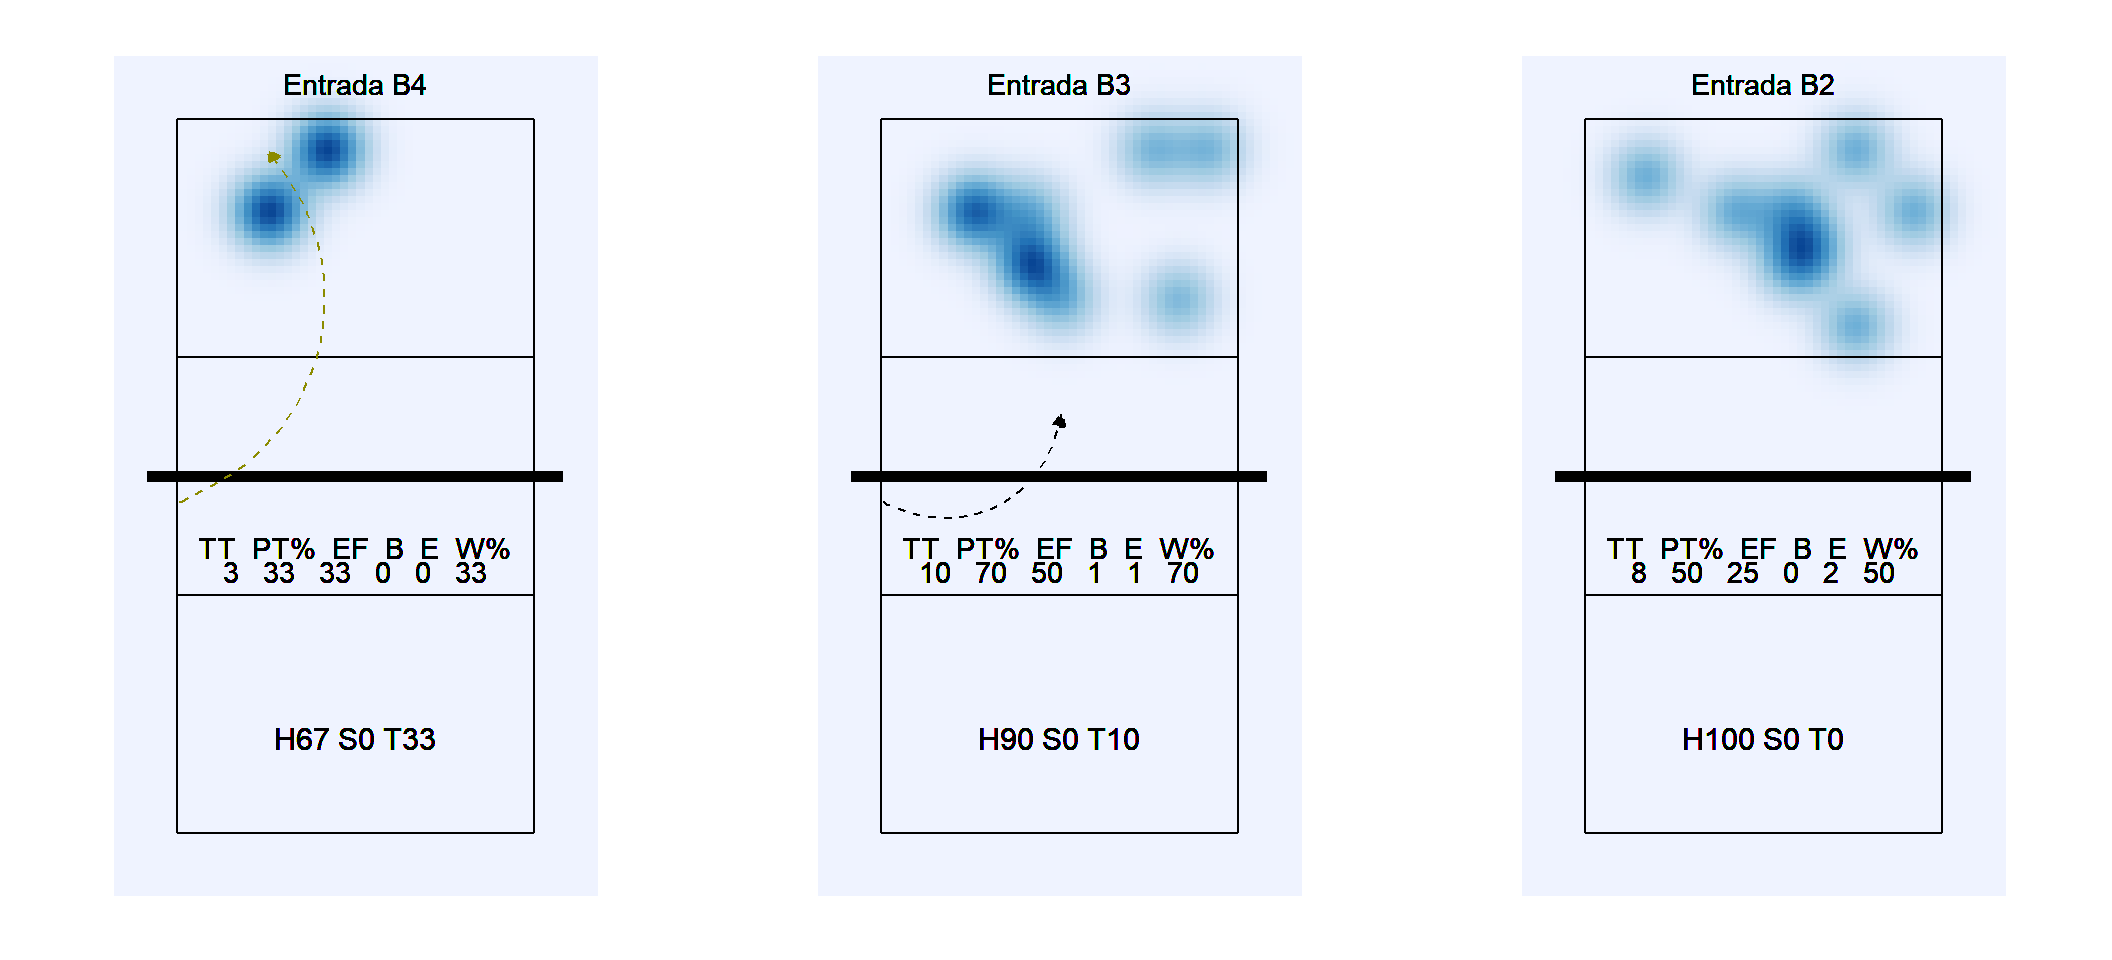 Entrada B4
TT PT% EF B E W%
3 33 33 0 0 33
H67 S0 T33
Entrada B3
TT PT% EF B E W%
10 70 50 1 1 70
H90 S0 T10
Entrada B2
TT PT% EF B E W%
8 50 25 0 2 50
H100 S0 T0